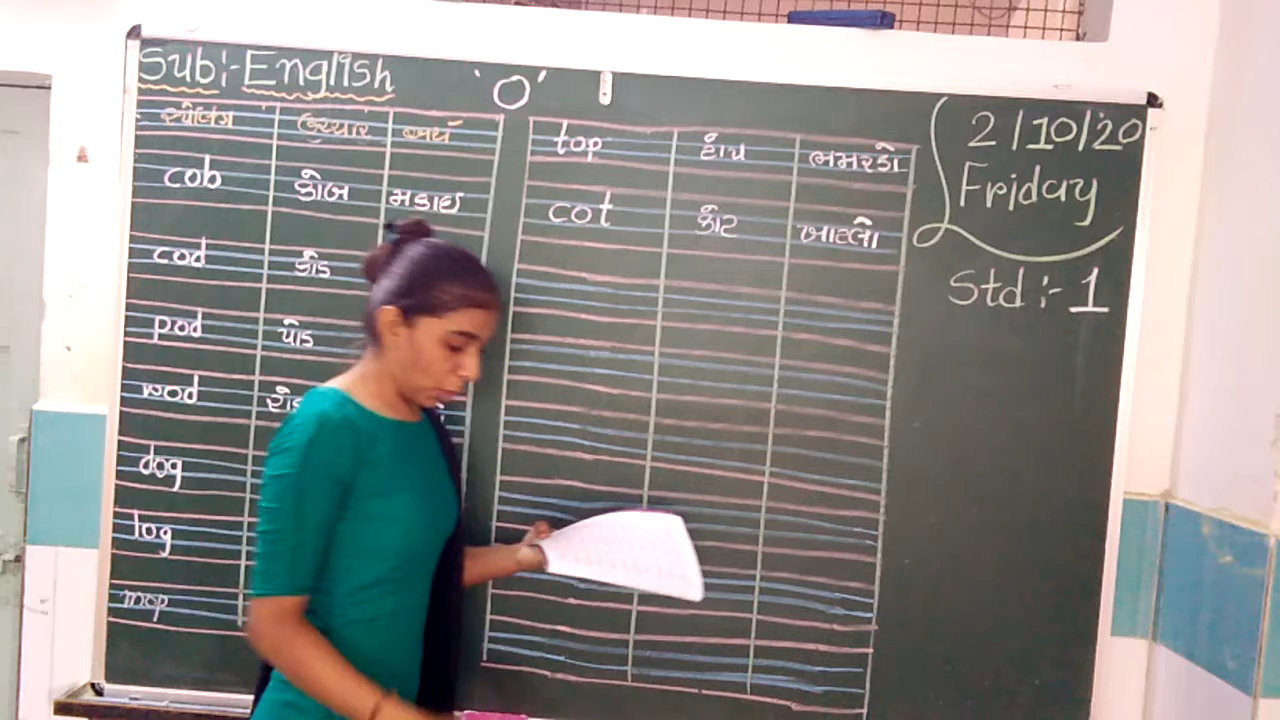 Sub:- English
'O'
સ્પેલિંગ ઉચ્ચાર અર્થ
cob કોબ મકાઈ
cod કોડ
pod પોડ
wod રોડ
dog
log
mop
top ટોપ ભમરડો
cot કોટ ખાટલો
2/10/20
Friday
Std :- 1